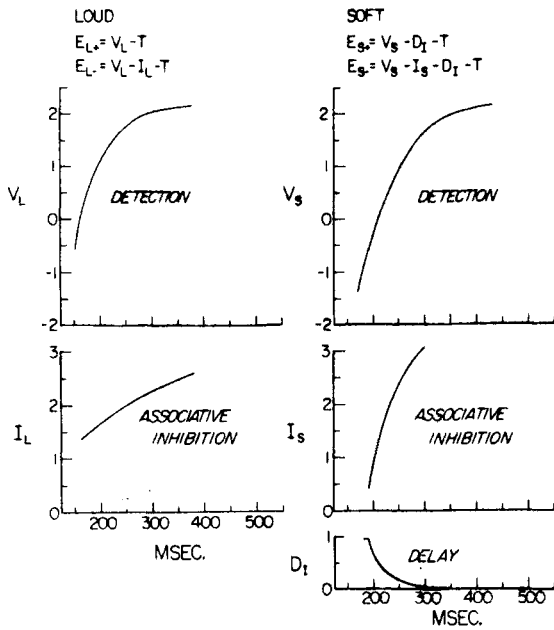 LOUD
E_L+ = V_L - T
E_L- = V_L - I_L - T
SOFT
E_S+ = V_S - D_I - T
E_S- = V_S - I_S - D_I - T
2
1
V_L
0
-1
-2
DETECTION
2
1
V_S
0
-1
-2
DETECTION
3
2
I_L
1
0
ASSOCIATIVE
INHIBITION
200 300 400 500
MSEC.
3
2
I_S
1
0
ASSOCIATIVE
INHIBITION
1
D_I
0
DELAY
200 300 400 500
MSEC.